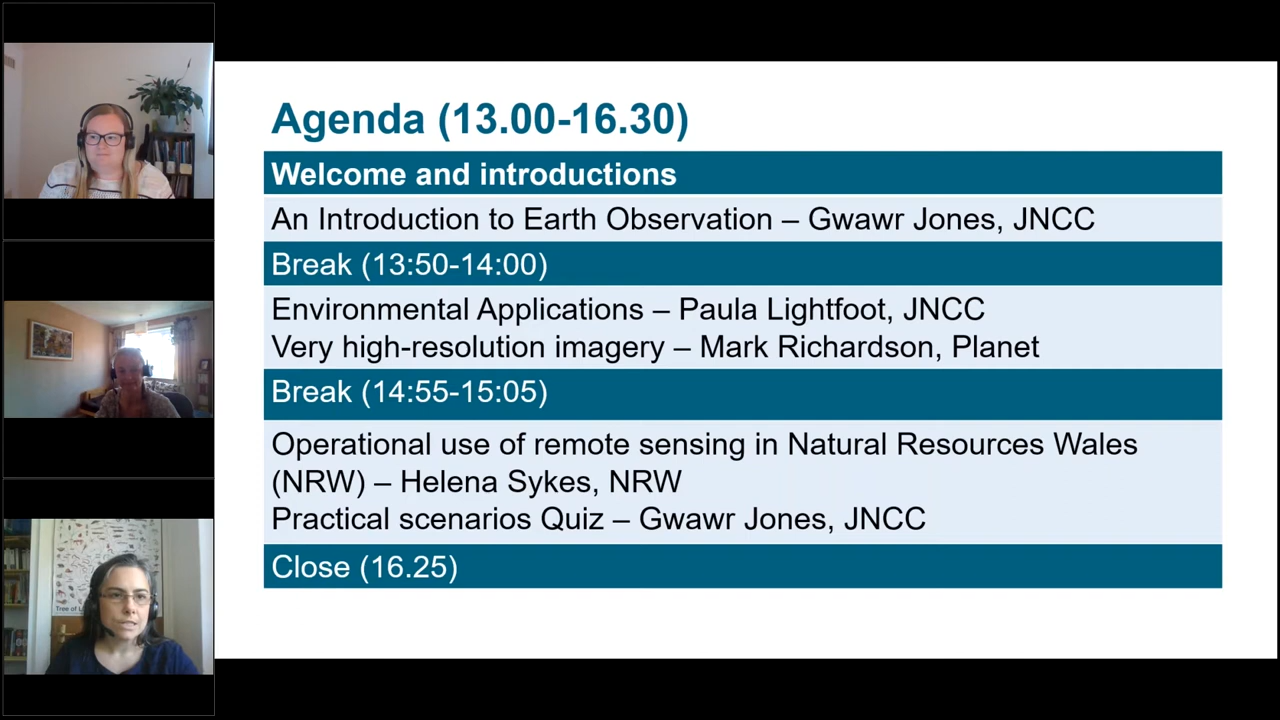 Agenda (13.00-16.30)
Welcome and introductions
An Introduction to Earth Observation – Gwawr Jones, JNCC
Break (13:50-14:00)
Environmental Applications – Paula Lightfoot, JNCC
Very high-resolution imagery – Mark Richardson, Planet
Break (14:55-15:05)
Operational use of remote sensing in Natural Resources Wales
(NRW) – Helena Sykes, NRW
Practical scenarios Quiz – Gwawr Jones, JNCC
Close (16.25)
Tree of